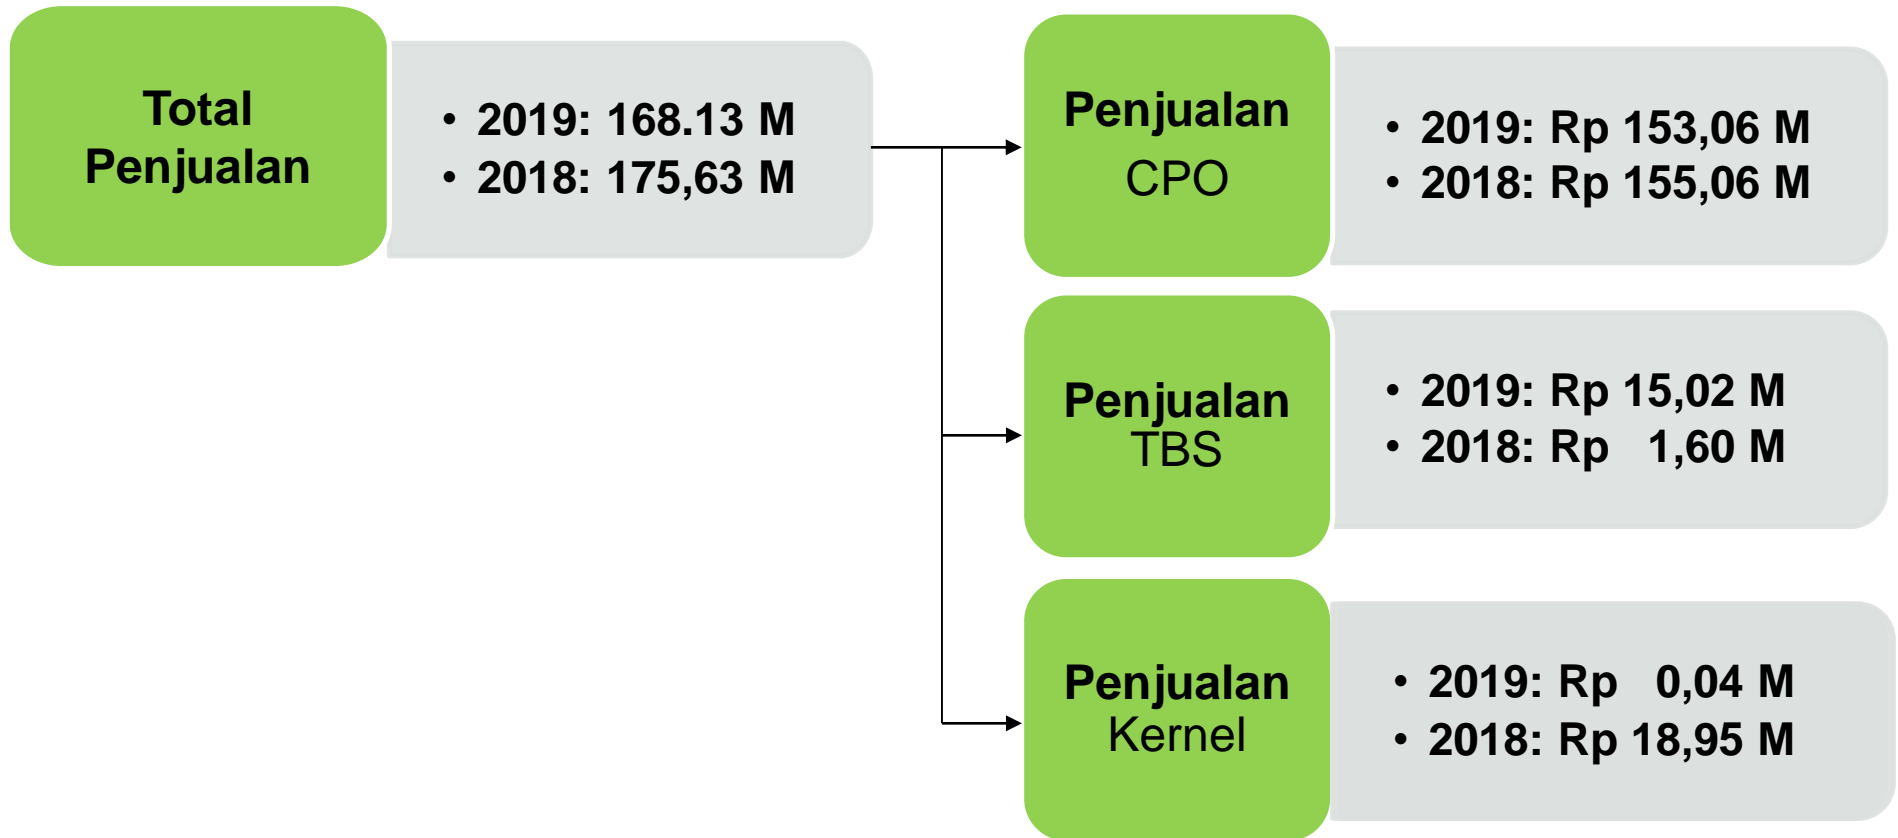 Total
Penjualan
• 2019: 168.13 M
• 2018: 175,63 M
Penjualan
CPO
• 2019: Rp 153,06 M
• 2018: Rp 155,06 M
Penjualan
TBS
• 2019: Rp 15,02 M
• 2018: Rp   1,60 M
Penjualan
Kernel
• 2019: Rp   0,04 M
• 2018: Rp 18,95 M